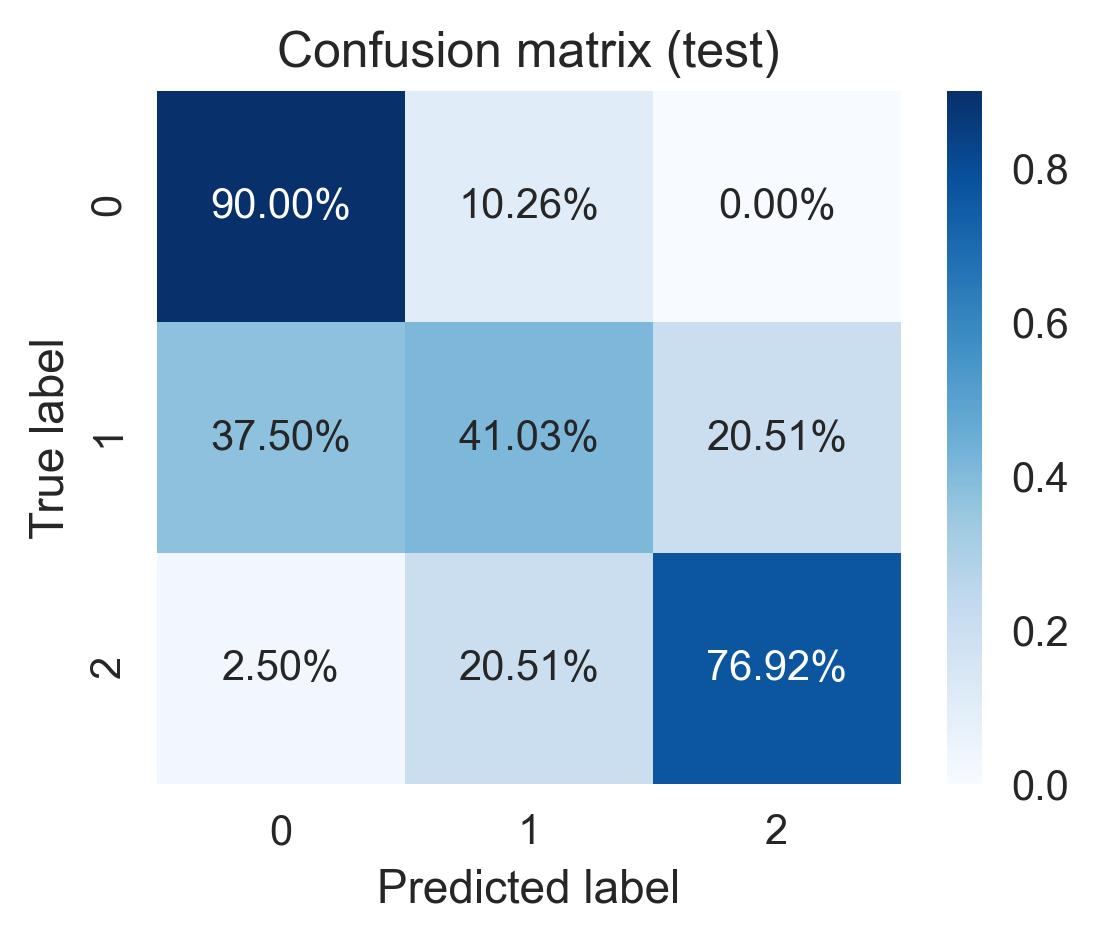 Confusion matrix (test)
0.8
0 90.00% 10.26% 0.00%
0.6
True label
1 37.50% 41.03% 20.51%
0.4
0.2
2 2.50% 20.51% 76.92%
0.0
0 1 2
Predicted label